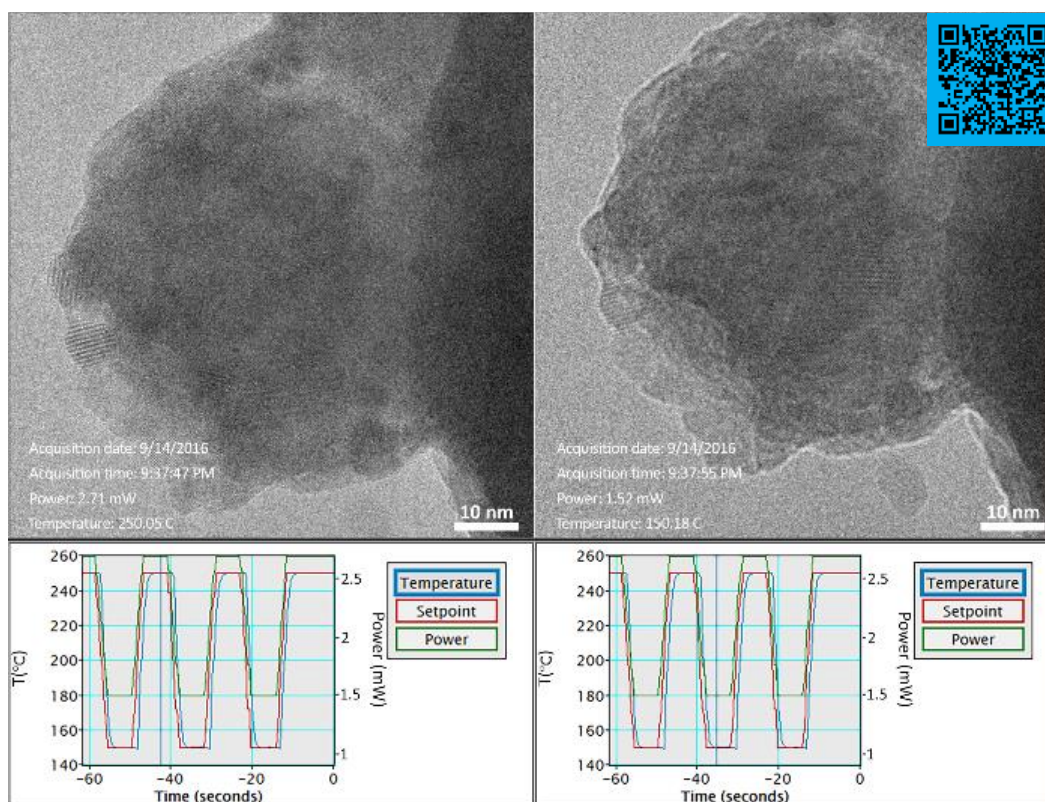 Acquisition date: 9/14/2016
Acquisition time: 9:37:47 PM
Power: 2.71 mW
Temperature: 250.05 C
10 nm
Acquisition date: 9/14/2016
Acquisition time: 9:37:55 PM
Power: 1.52 mW
Temperature: 150.18 C
10 nm
260
240
220
200
180
160
140
T(°C)
-60
-40
-20
0
Time (seconds)
2.5
2
1.5
1
Power (mW)
Temperature
Setpoint
Power
260
240
220
200
180
160
140
T(°C)
-60
-40
-20
0
Time (seconds)
2.5
2
1.5
1
Power (mW)
Temperature
Setpoint
Power